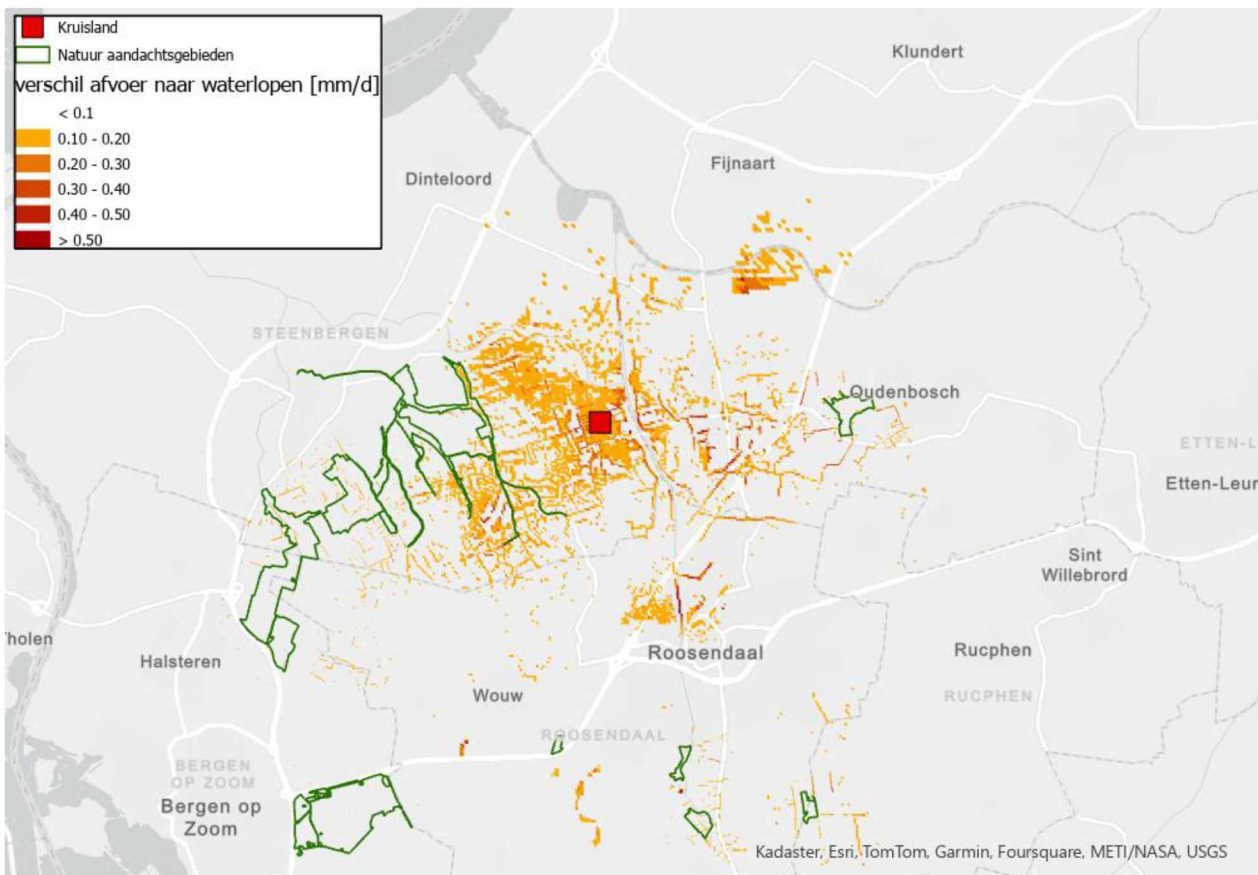 Kruisland
Natuur aandachtsgebieden
verschil afvoer naar waterlopen [mm/d]
< 0.1
0.10 - 0.20
0.20 - 0.30
0.30 - 0.40
0.40 - 0.50
> 0.50
Klundert
Fijnaart
Dinteloord
STEENBERGEN
Oudenbosch
ETTEN-L
Etten-Leur
Sint
Willebrord
Tholen
Halsteren
Roosendaal
Rucphen
Wouw
RUCPHEN
ROOSENDAAL
BERGEN
OP ZOOM
Bergen op
Zoom
Kadaster, Esri, TomTom, Garmin, Foursquare, METI/NASA, USGS